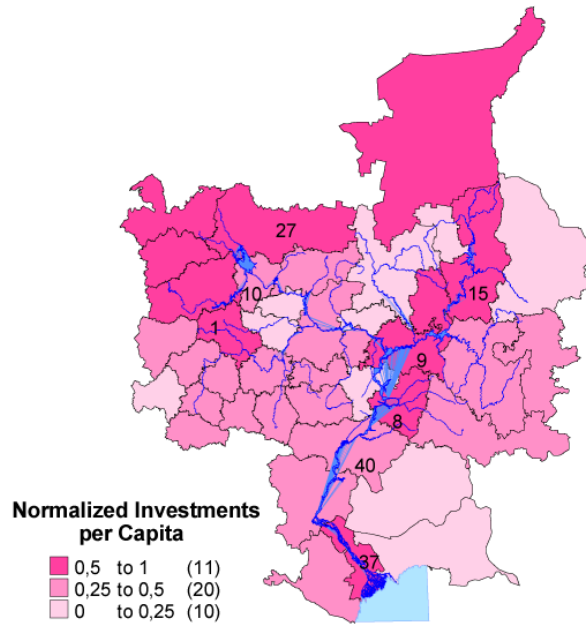 27
10
15
1
9
8
40
37
Normalized Investments
per Capita
0,5 to 1 (11)
0,25 to 0,5 (20)
0 to 0,25 (10)